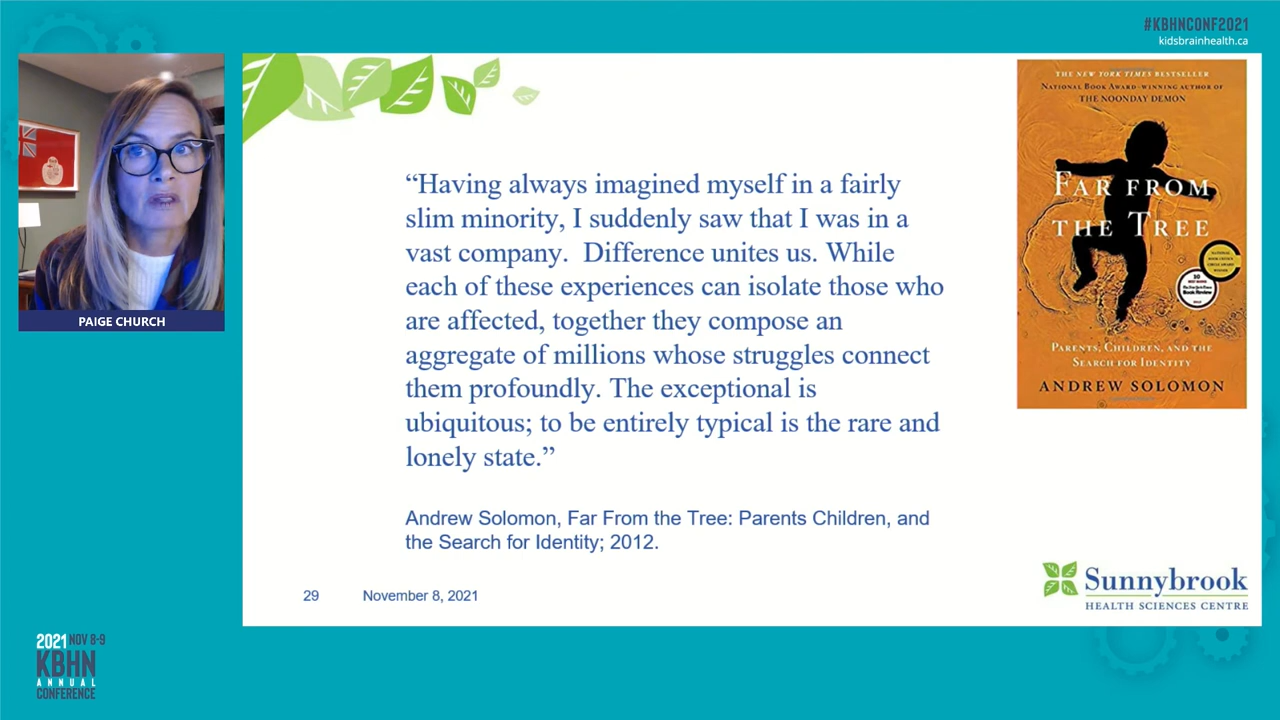 #KBHNCONF2021
kidsbrainhealth.ca
PAIGE CHURCH
“Having always imagined myself in a fairly
slim minority, I suddenly saw that I was in a
vast company.  Difference unites us. While
each of these experiences can isolate those who
are affected, together they compose an
aggregate of millions whose struggles connect
them profoundly. The exceptional is
ubiquitous; to be entirely typical is the rare and
lonely state.”
Andrew Solomon, Far From the Tree: Parents Children, and
the Search for Identity; 2012.
29
November 8, 2021
THE NEW YORK TIMES BESTSELLER
NATIONAL BOOK AWARD-WINNING AUTHOR OF
THE NOONDAY DEMON
FAR FROM
THE TREE
PARENTS, CHILDREN, AND THE
SEARCH FOR IDENTITY
ANDREW SOLOMON
Sunnybrook
HEALTH SCIENCES CENTRE
2021 NOV 8-9
KBHN
ANNUAL
CONFERENCE